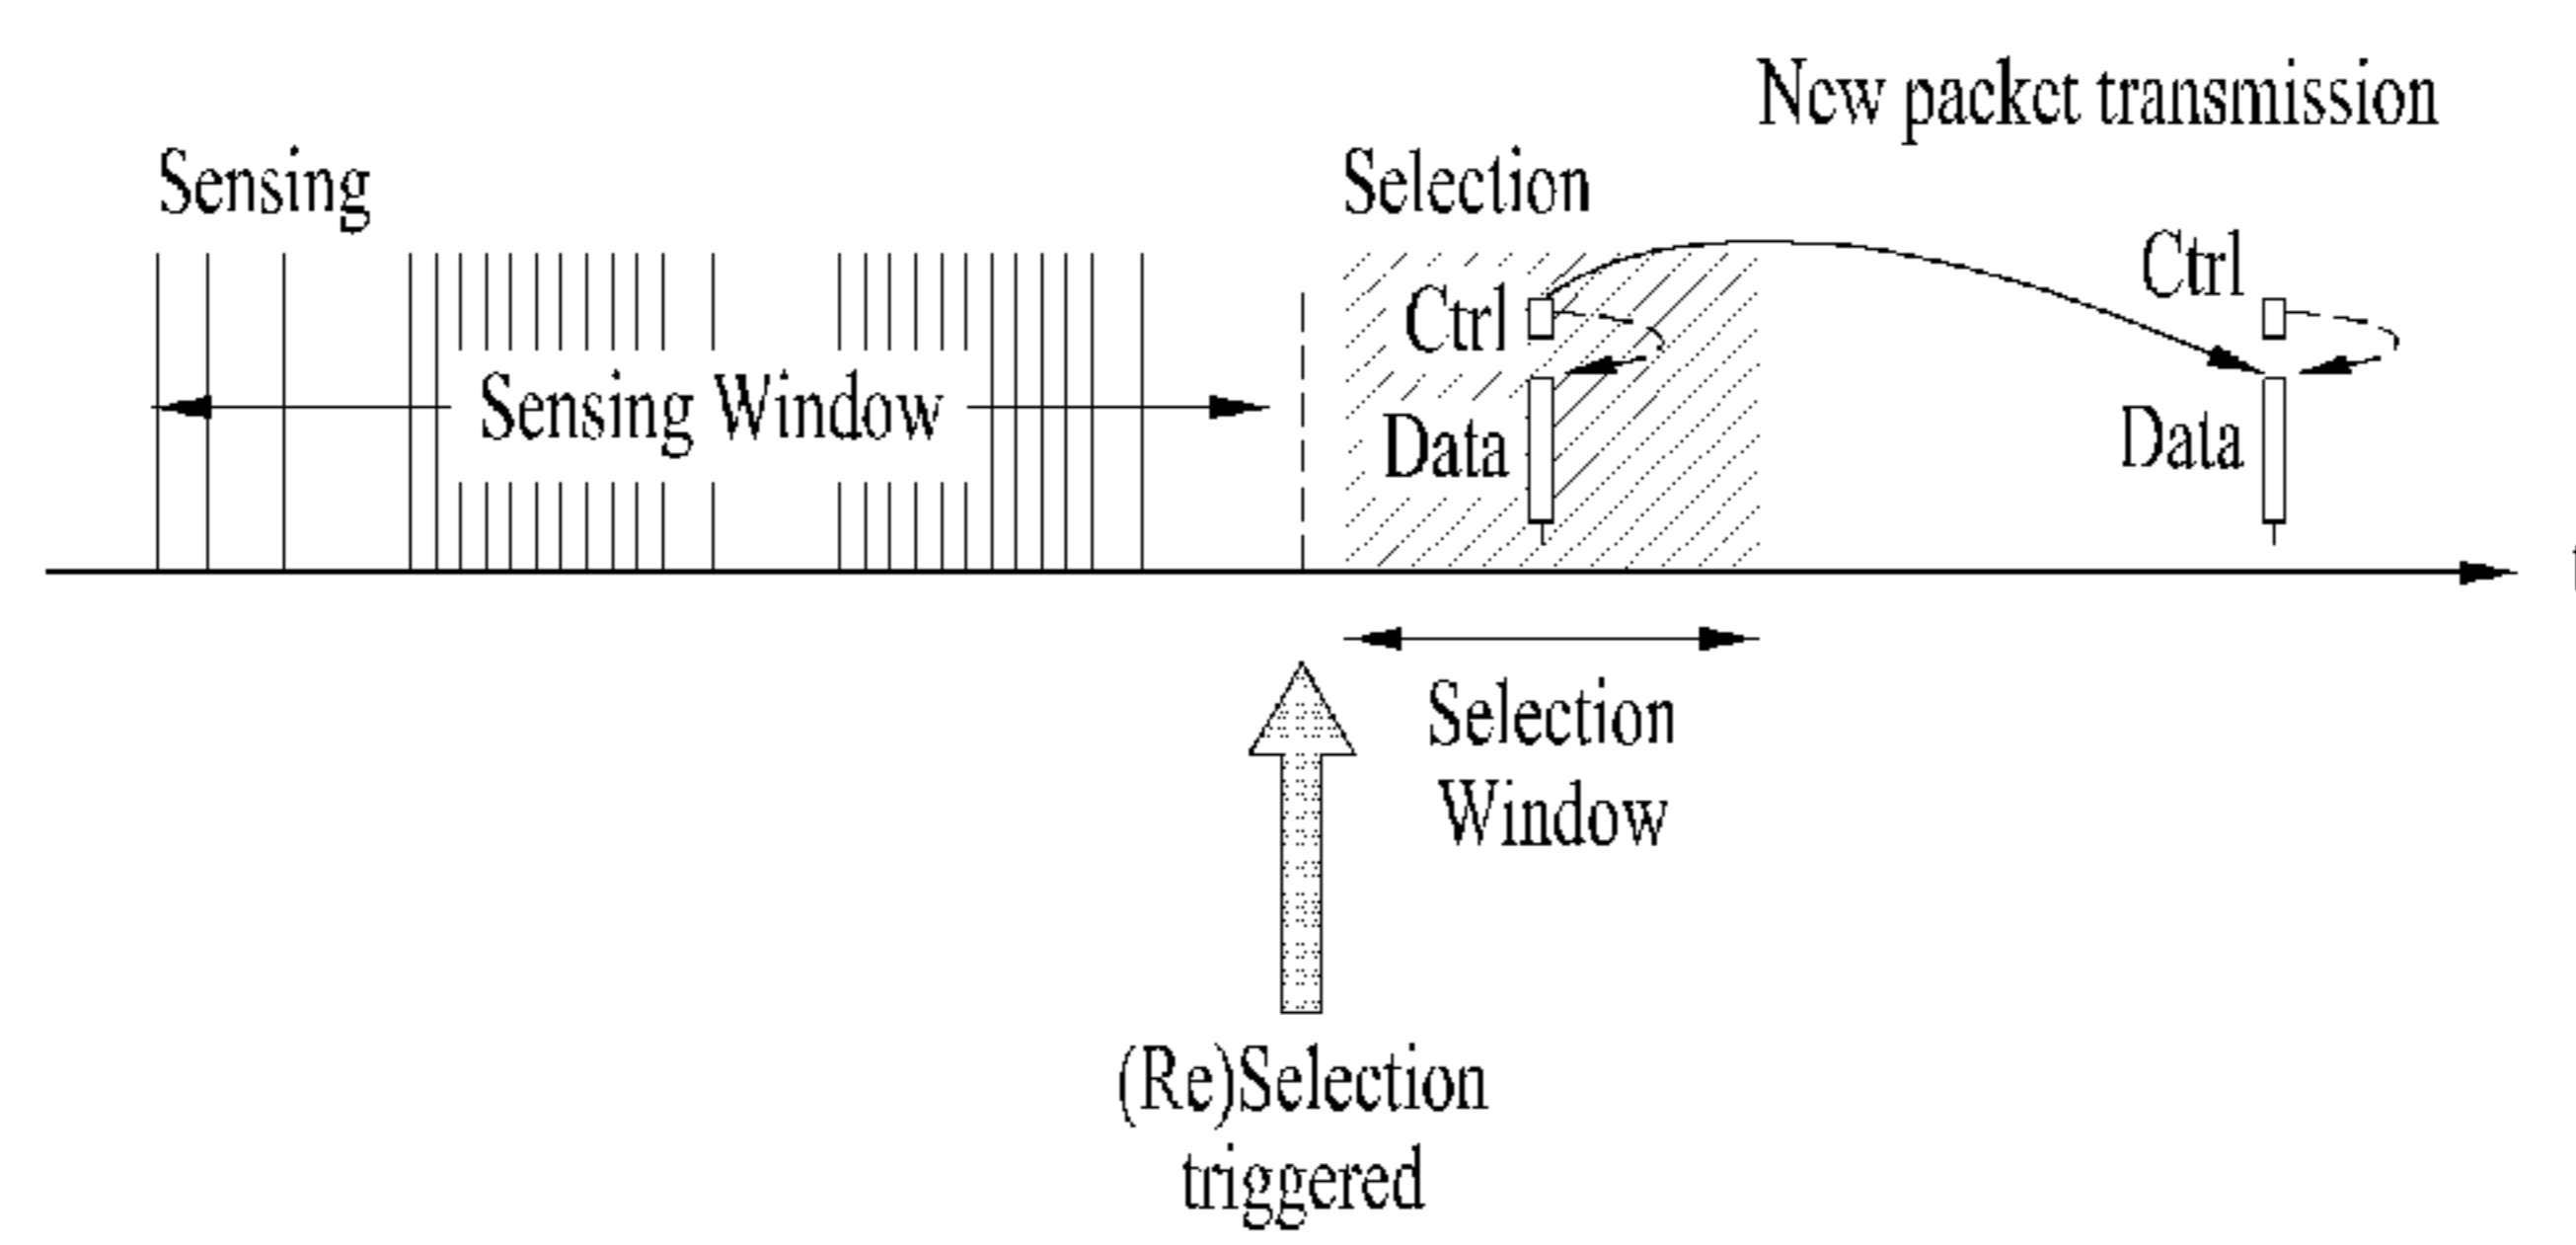 New packet transmission
Sensing
Selection
Ctrl
Ctrl
Sensing Window
Data
Data
Selection
Window
(Re)Selection
triggered